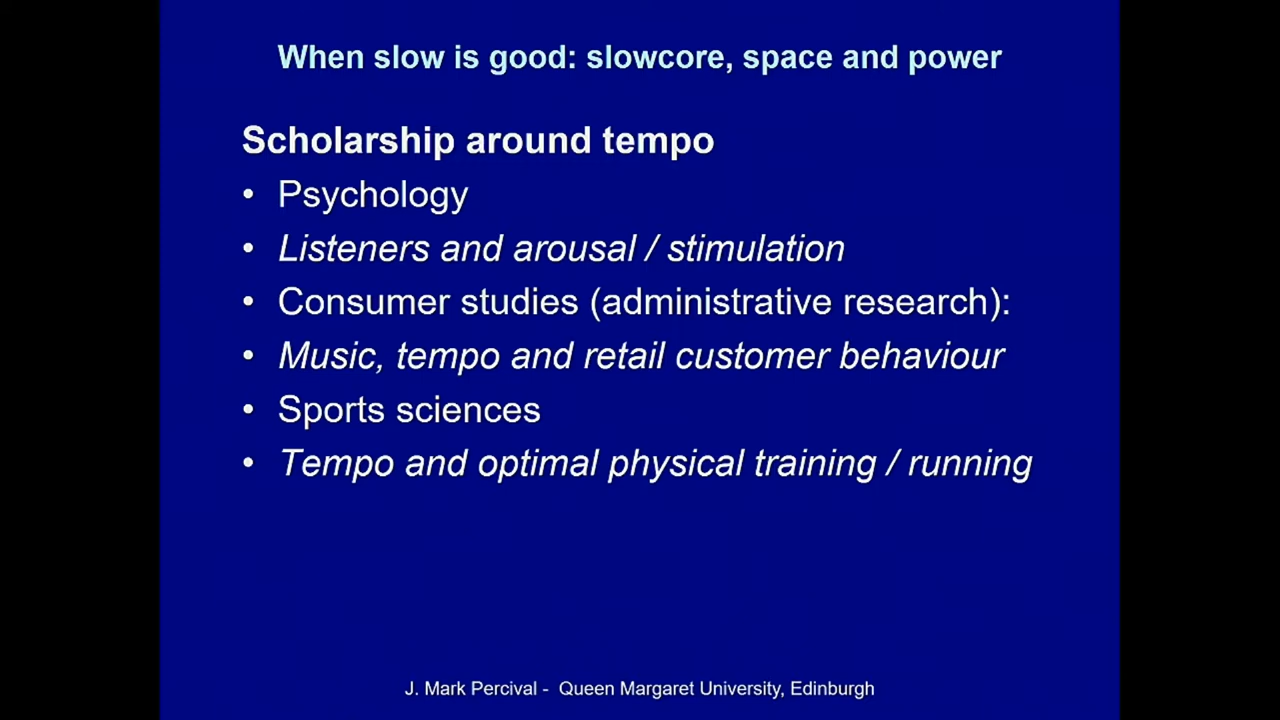 When slow is good: slowcore, space and power
Scholarship around tempo
• Psychology
• Listeners and arousal / stimulation
• Consumer studies (administrative research):
• Music, tempo and retail customer behaviour
• Sports sciences
• Tempo and optimal physical training / running
J. Mark Percival - Queen Margaret University, Edinburgh